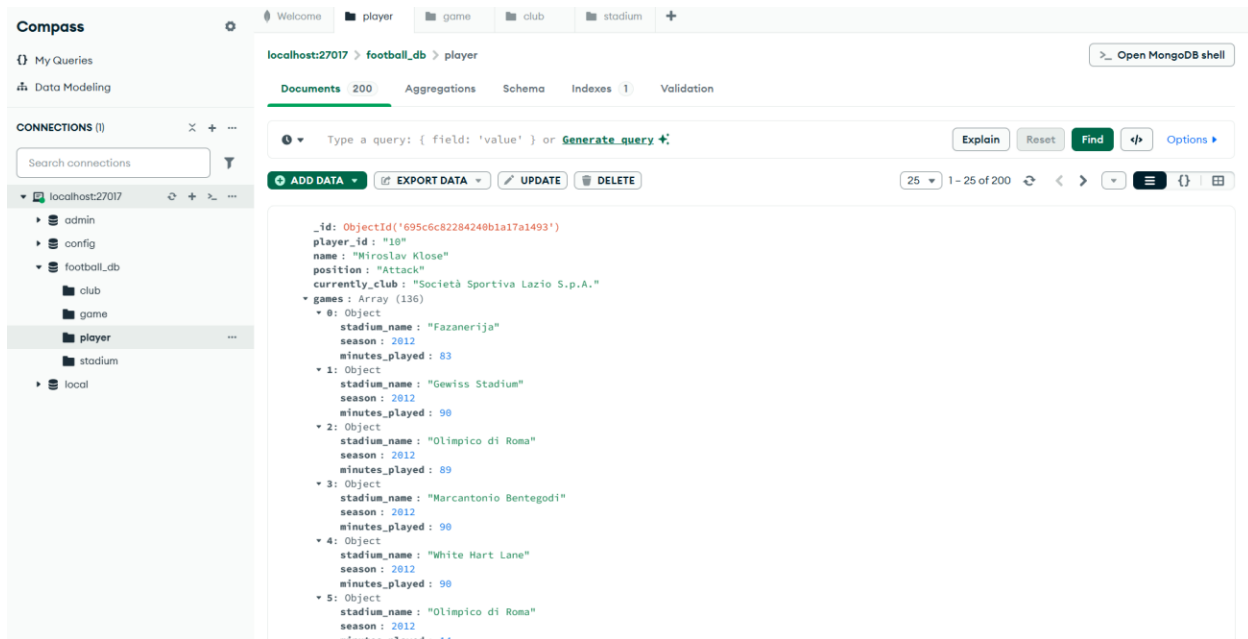 Compass
My Queries
Data Modeling
CONNECTIONS (1)
Search connections
localhost:27017
admin
config
football_db
club
game
player
stadium
local
Welcome player game club stadium
localhost:27017 > football_db > player
>_ Open MongoDB shell
Documents 200 Aggregations Schema Indexes 1 Validation
Type a query: { field: 'value' } or Generate query
Explain Reset Find </> Options
ADD DATA EXPORT DATA UPDATE DELETE
25 1 – 25 of 200
_id: ObjectId('695c6c82284240b1a17a1493')
player_id : "10"
name : "Miroslav Klose"
position : "Attack"
currently_club : "Società Sportiva Lazio S.p.A."
games : Array (136)
0: Object
stadium_name : "Fazanerija"
season : 2012
minutes_played : 83
1: Object
stadium_name : "Gewiss Stadium"
season : 2012
minutes_played : 90
2: Object
stadium_name : "Olimpico di Roma"
season : 2012
minutes_played : 89
3: Object
stadium_name : "Marcantonio Bentegodi"
season : 2012
minutes_played : 90
4: Object
stadium_name : "White Hart Lane"
season : 2012
minutes_played : 90
5: Object
stadium_name : "Olimpico di Roma"
season : 2012